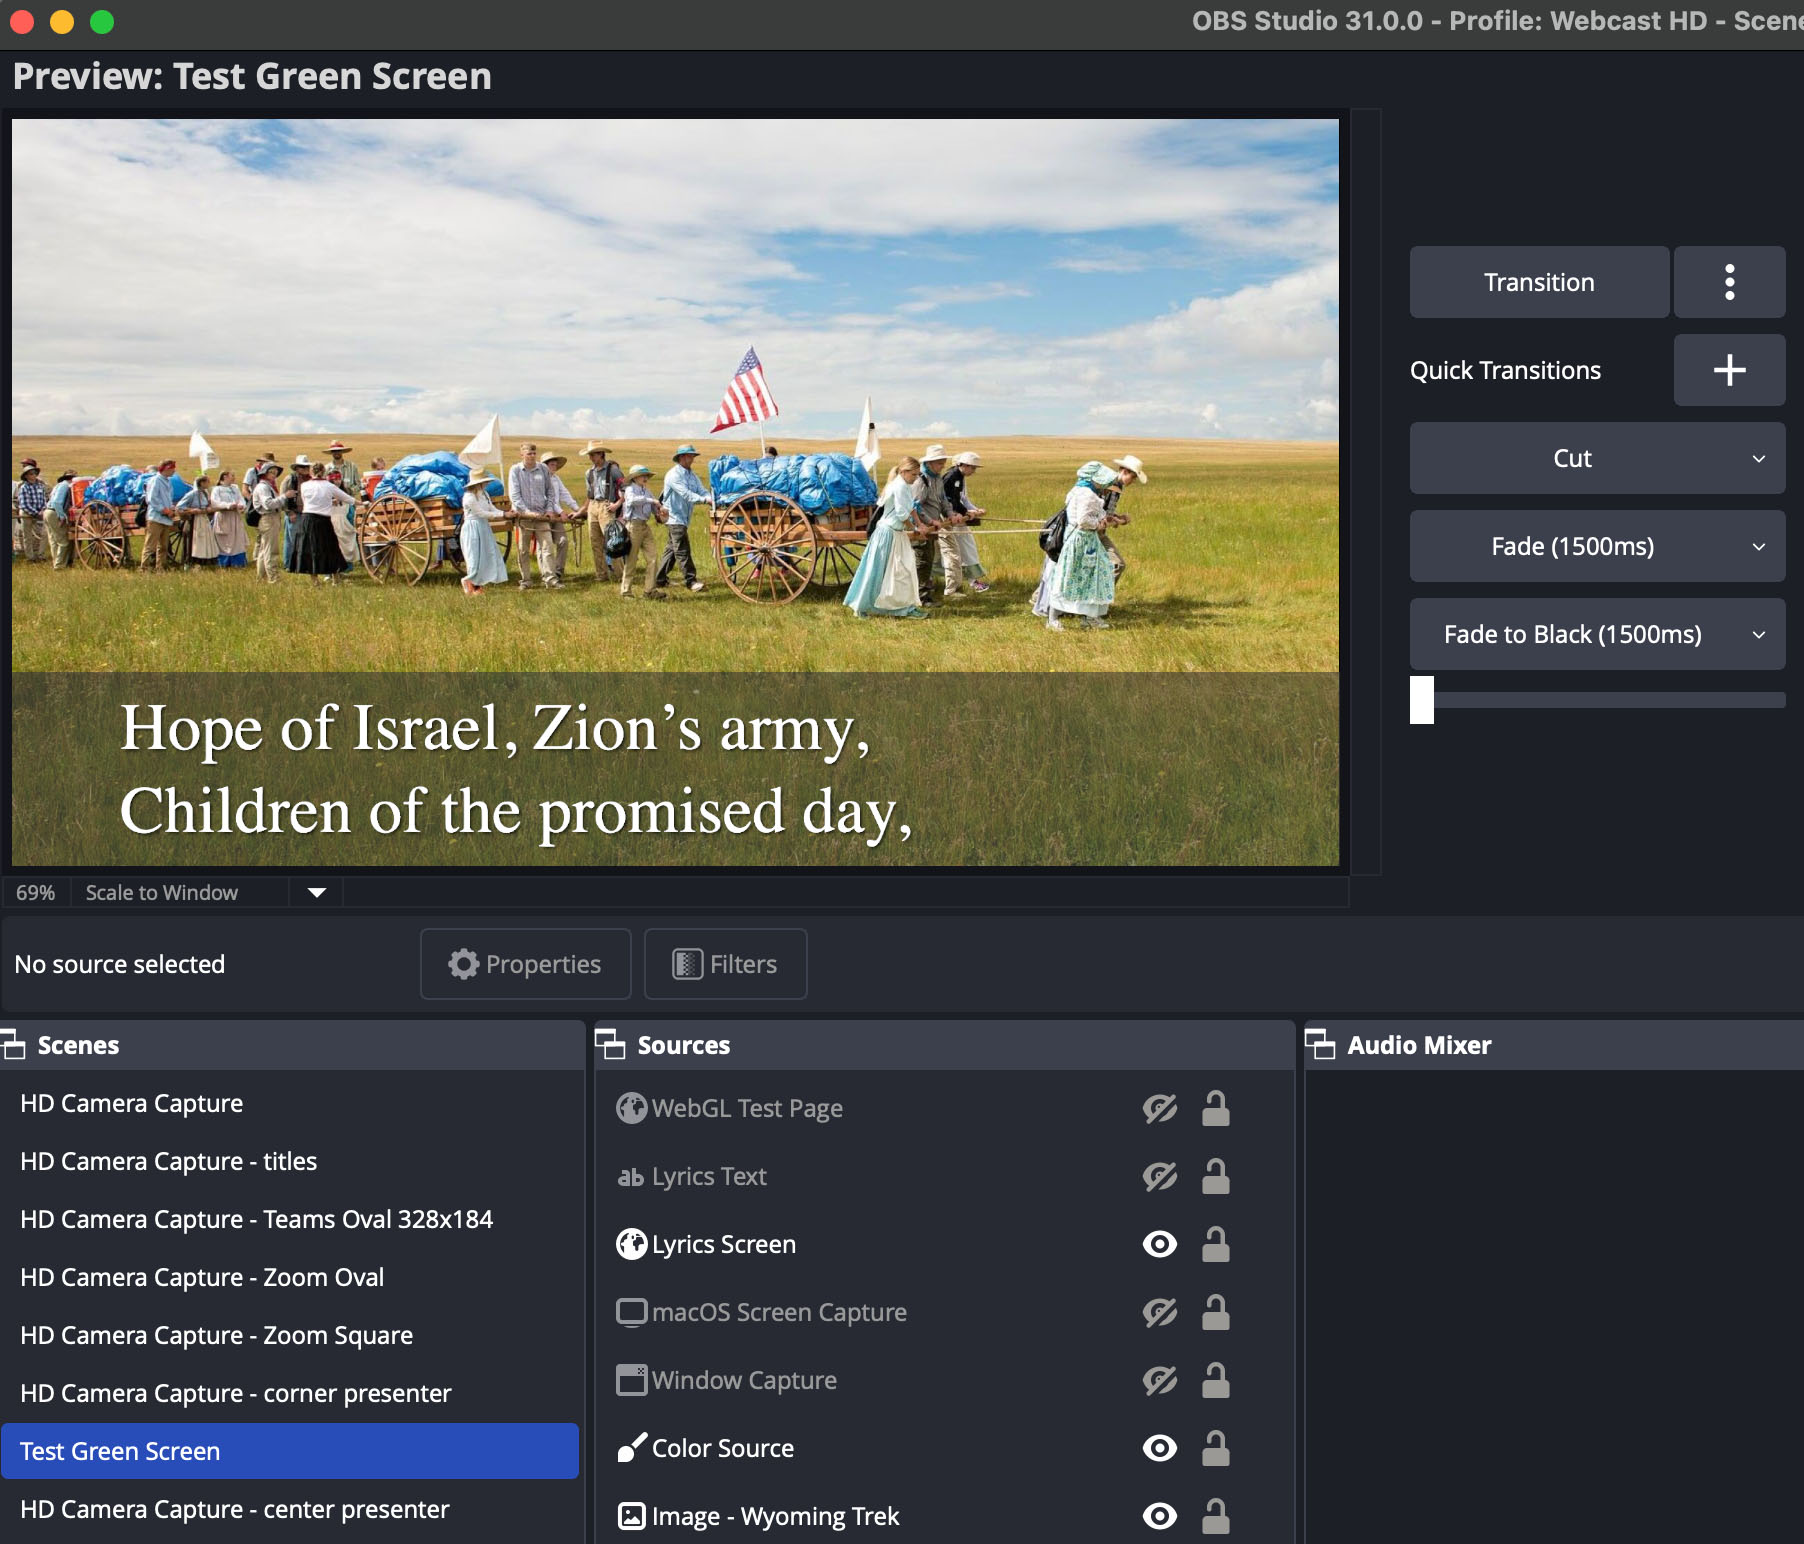 OBS Studio 31.0.0 - Profile: Webcast HD - Scene
Preview: Test Green Screen
Hope of Israel, Zion’s army,
Children of the promised day,
Transition
Quick Transitions
Cut
Fade (1500ms)
Fade to Black (1500ms)
69%
Scale to Window
No source selected
Properties
Filters
Scenes
HD Camera Capture
HD Camera Capture - titles
HD Camera Capture - Teams Oval 328x184
HD Camera Capture - Zoom Oval
HD Camera Capture - Zoom Square
HD Camera Capture - corner presenter
Test Green Screen
HD Camera Capture - center presenter
Sources
WebGL Test Page
ab Lyrics Text
Lyrics Screen
macOS Screen Capture
Window Capture
Color Source
Image - Wyoming Trek
Audio Mixer